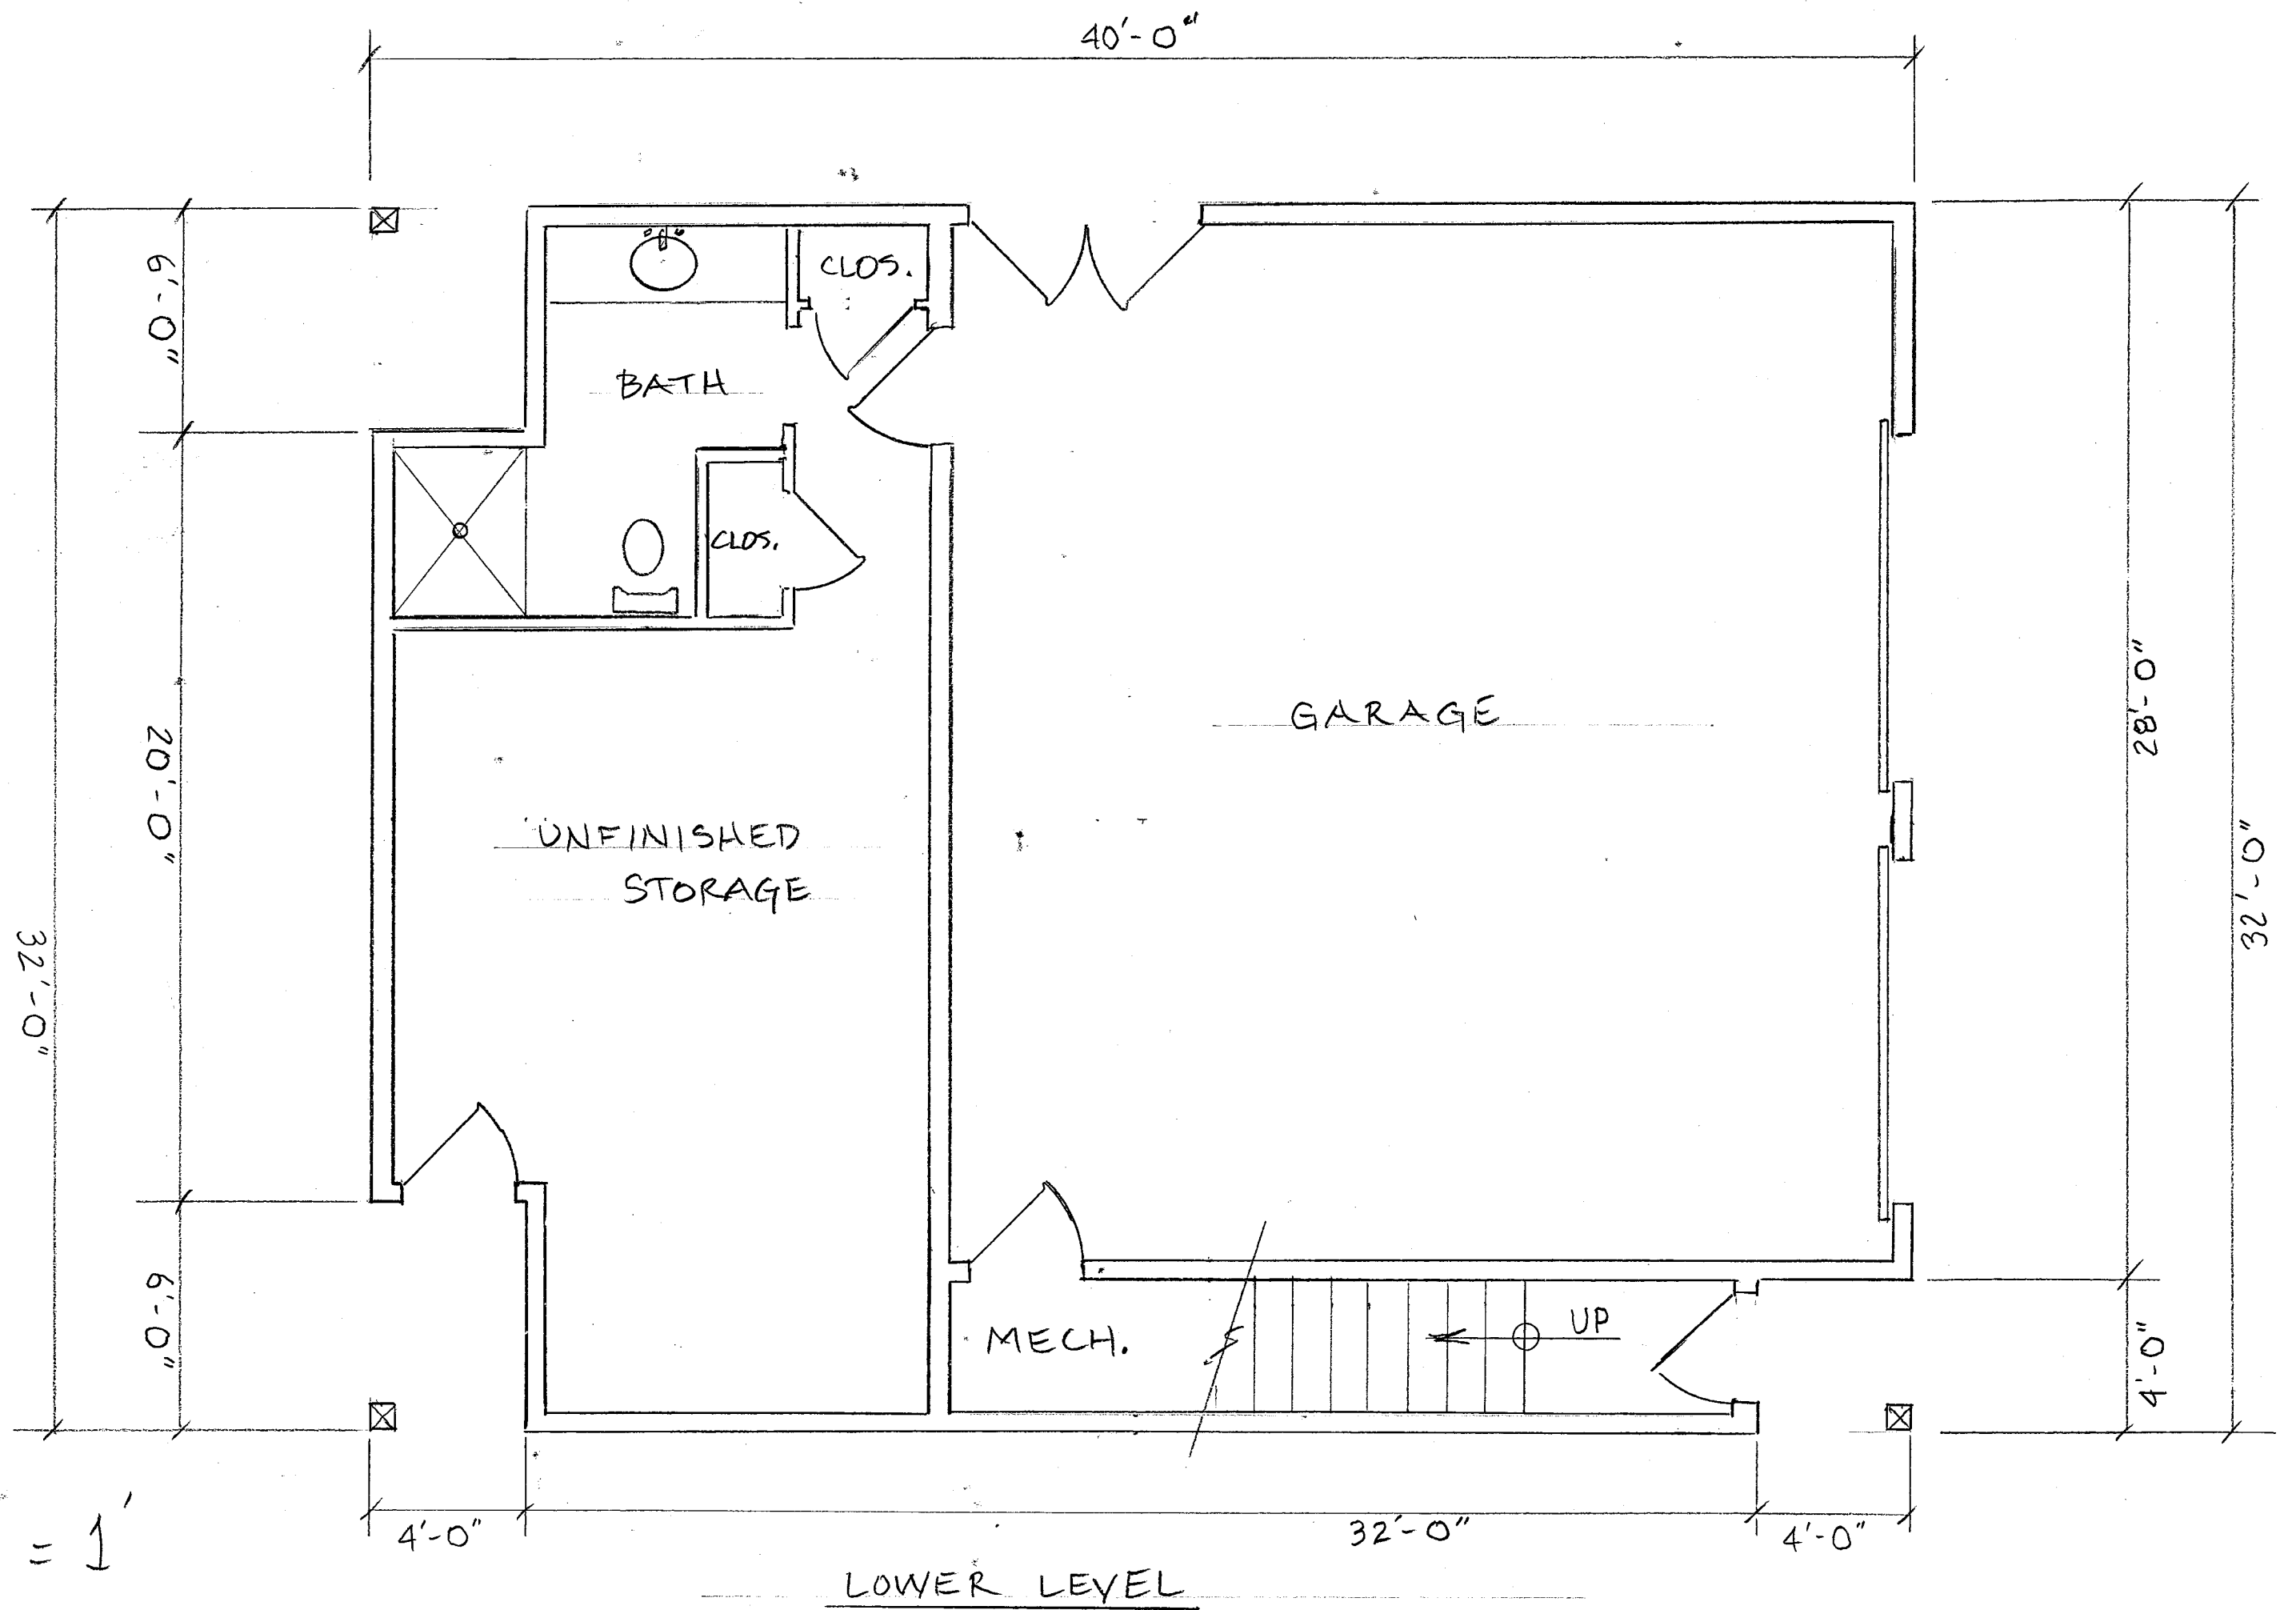 40'-0"
6'-0"
CLOS.
BATH
CLOS.
28'-0"
GARAGE
20'-0"
UNFINISHED
STORAGE
32'-0"
32'-0"
6'-0"
UP
MECH.
4'-0"
= 1'
4'-0"
32'-0"
4'-0"
LOWER LEVEL